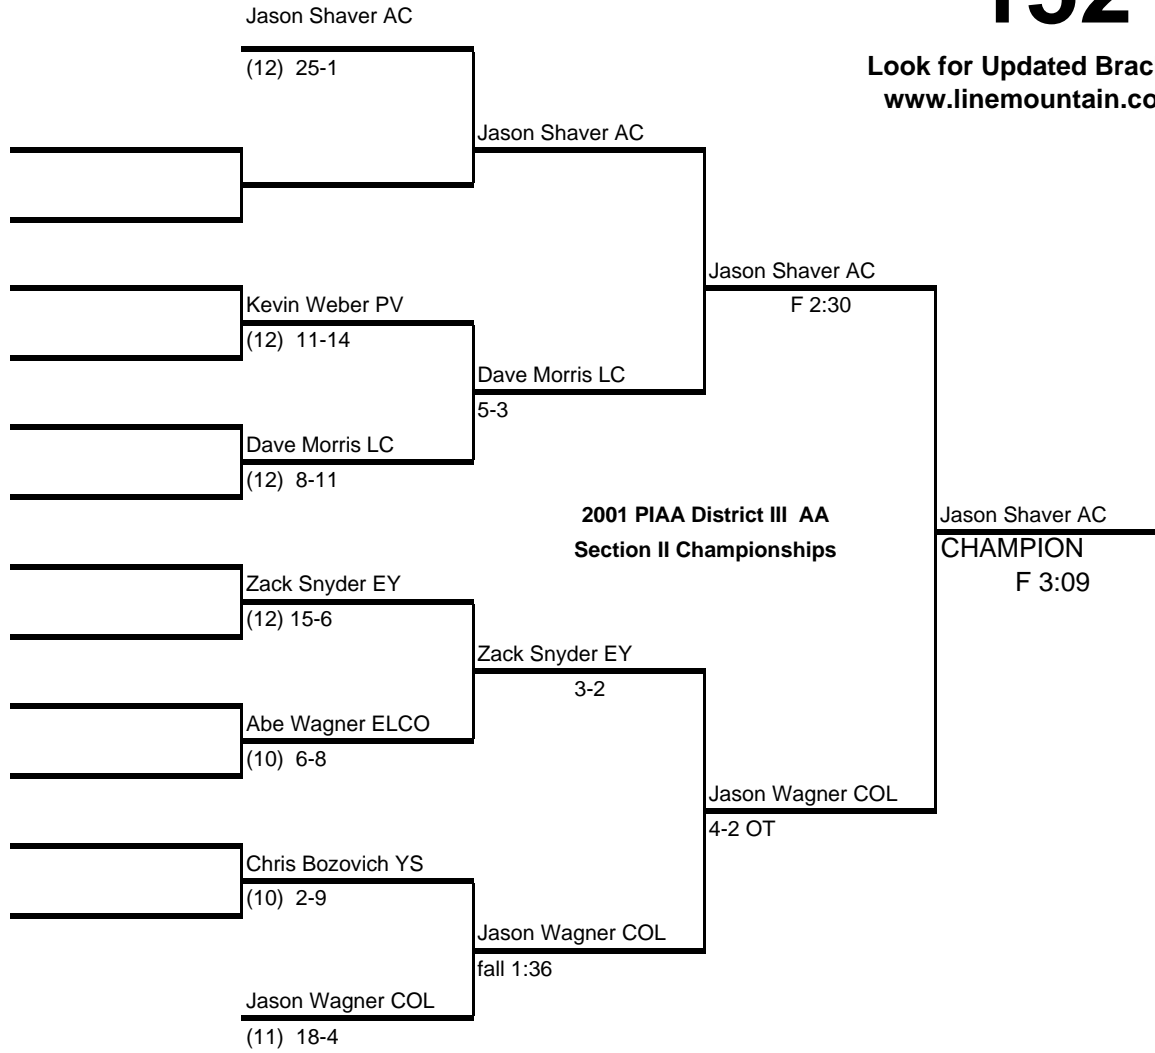 Jason Shaver AC
(12) 25-1
Look for Updated Brac
www.linemountain.co
Jason Shaver AC
Jason Shaver AC
F 2:30
Kevin Weber PV
(12) 11-14
Dave Morris LC
5-3
Dave Morris LC
(12) 8-11
2001 PIAA District III AA
Section II Championships
Jason Shaver AC
CHAMPION
F 3:09
Zack Snyder EY
(12) 15-6
Zack Snyder EY
3-2
Abe Wagner ELCO
(10) 6-8
Jason Wagner COL
4-2 OT
Chris Bozovich YS
(10) 2-9
Jason Wagner COL
fall 1:36
Jason Wagner COL
(11) 18-4